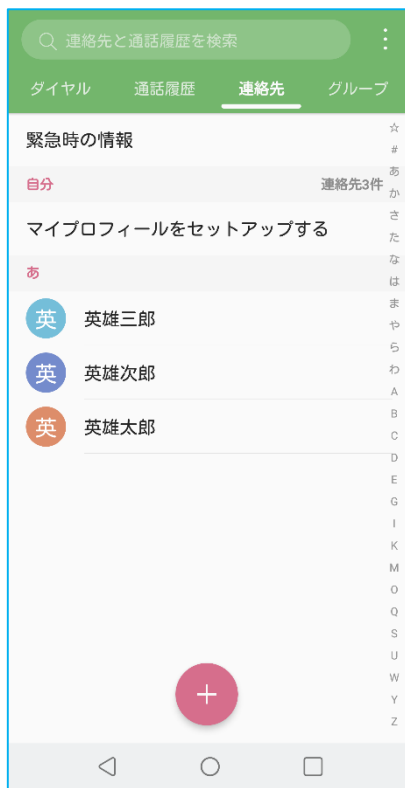 連絡先と通話履歴を検索
ダイヤル 通話履歴 連絡先 グループ
緊急時の情報
自分 連絡先3件
マイプロフィールをセットアップする
あ
英 英雄三郎
英 英雄次郎
英 英雄太郎
☆
#
あ
か
さ
た
な
は
ま
や
ら
わ
A
B
C
D
E
G
I
K
M
O
Q
S
U
W
Y
Z